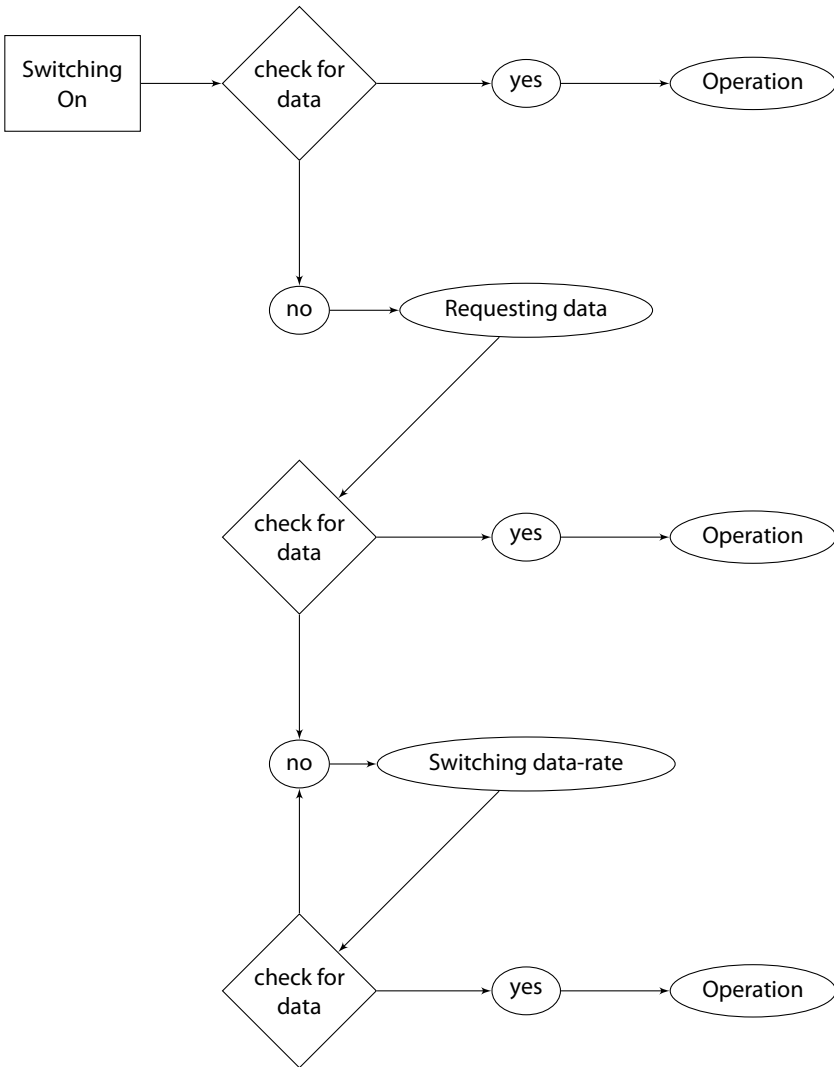 Switching
On
check for
data
yes
Operation
no
Requesting data
check for
data
yes
Operation
no
Switching data-rate
check for
data
yes
Operation